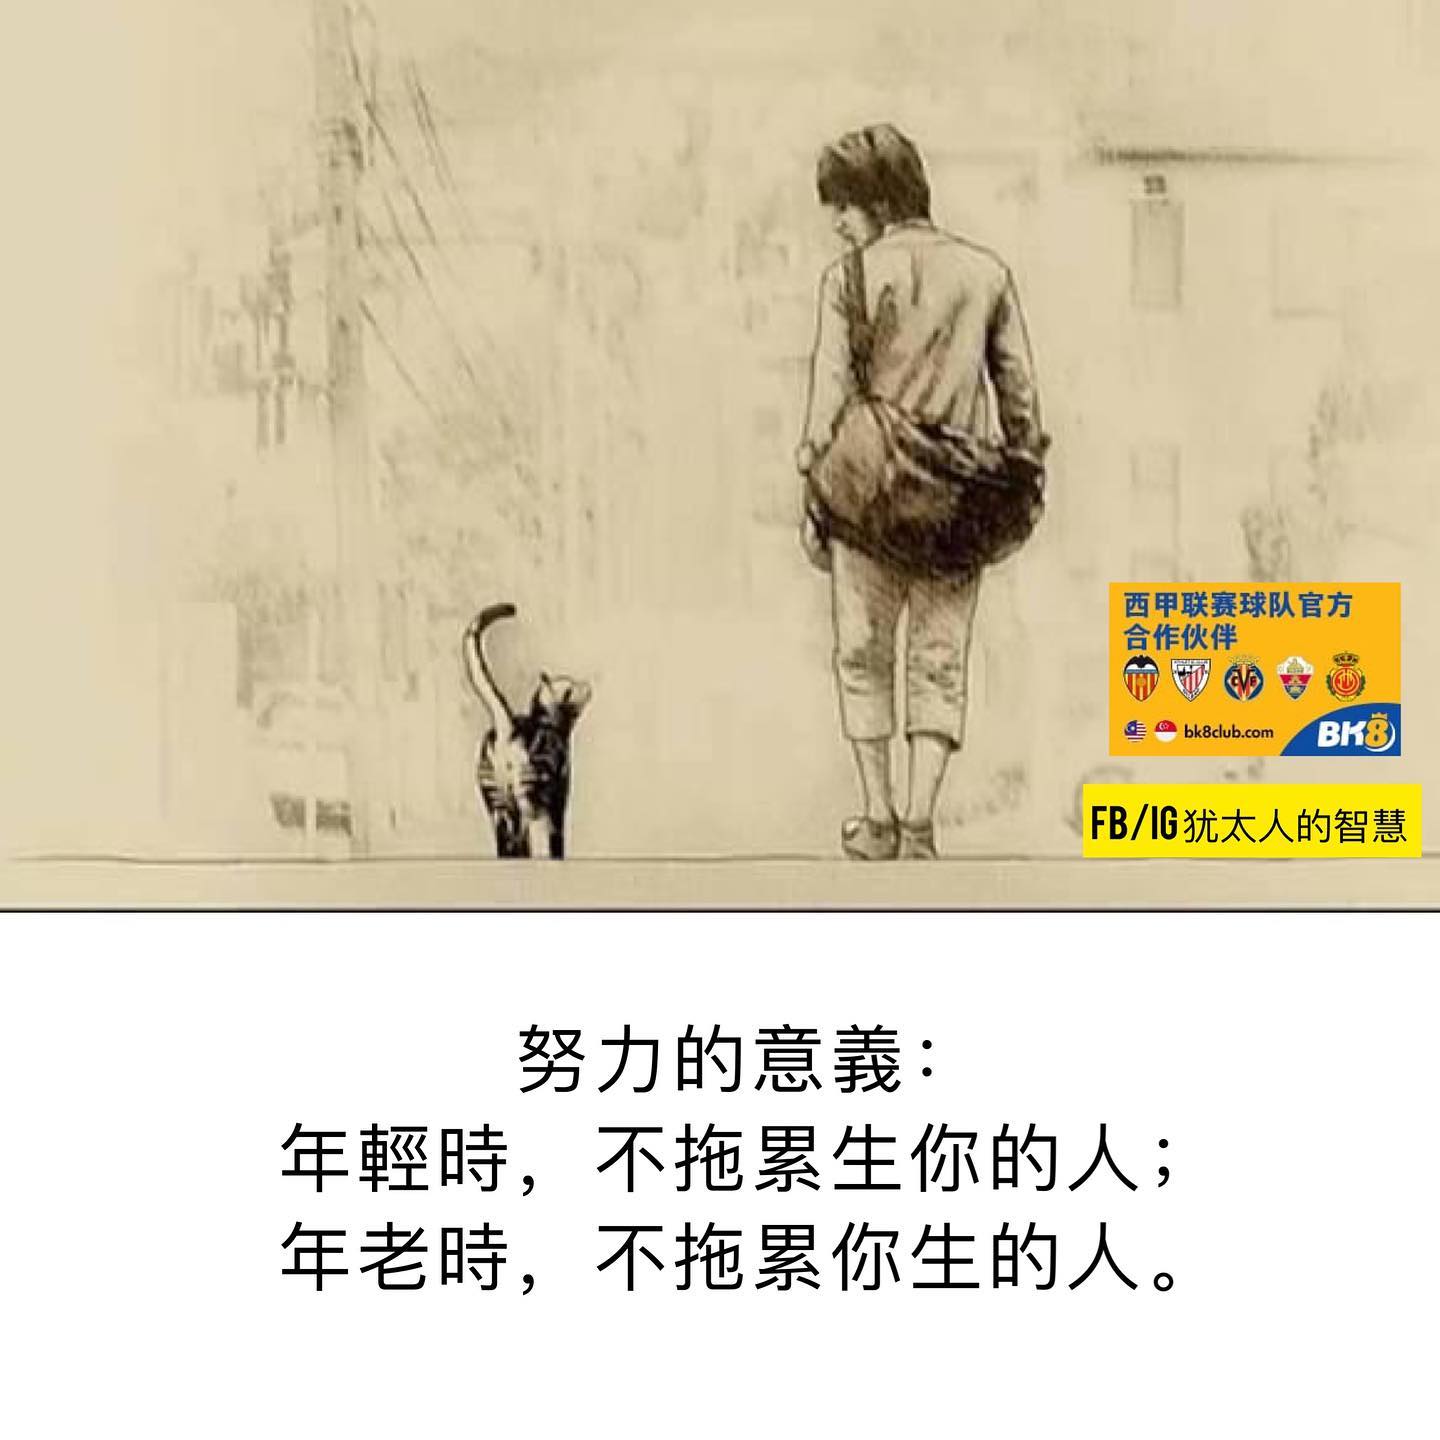 西甲联赛球队官方
合作伙伴
bk8club.com
BK8
FB/IG犹太人的智慧
努力的意義：
年輕時，不拖累生你的人；
年老時，不拖累你生的人。